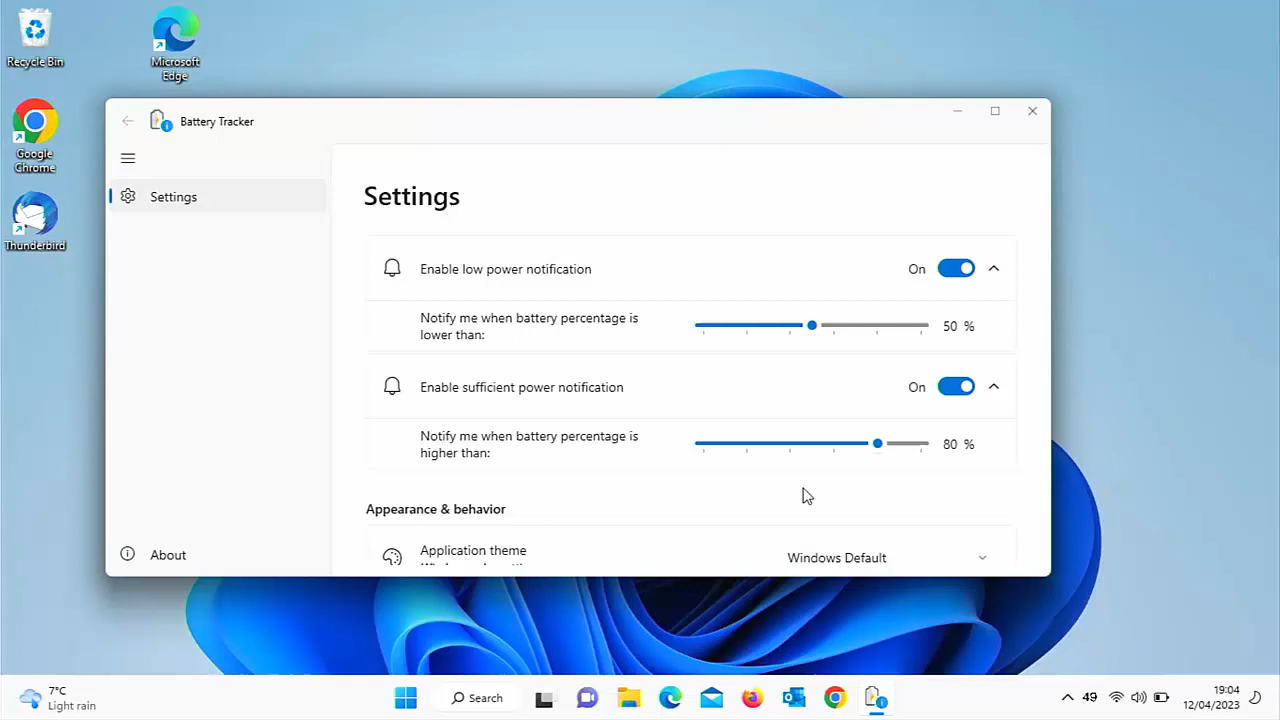 Recycle Bin
Microsoft
Edge
Google
Chrome
Thunderbird
Battery Tracker
Settings
About
Settings
Enable low power notification
On
Notify me when battery percentage is
lower than:
50 %
Enable sufficient power notification
On
Notify me when battery percentage is
higher than:
80 %
Appearance & behavior
Application theme
Windows Default
7°C
Light rain
Search
49
19:04
12/04/2023